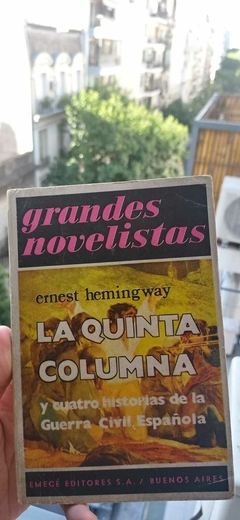 grandes
novelistas
ernest hemingway
LA QUINTA
COLUMNA
y cuatro historias de la
Guerra Civil Española
EMECÉ EDITORES S.A. / BUENOS AIRES